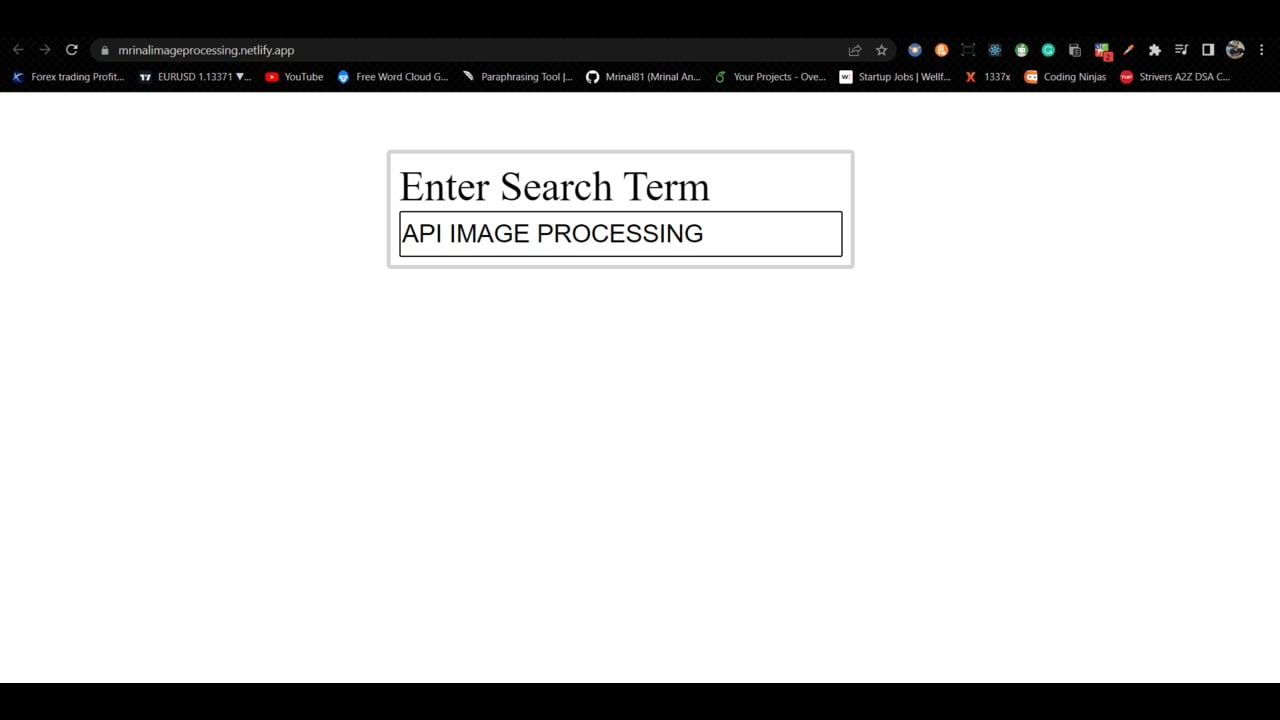 mrinalimageprocessing.netlify.app
2
Forex trading Profit...
EURUSD 1.13371 ▼...
YouTube
Free Word Cloud G...
Paraphrasing Tool |...
Mrinal81 (Mrinal An...
Your Projects - Ove...
Startup Jobs | Wellf...
1337x
Coding Ninjas
Strivers A2Z DSA C...
Enter Search Term
API IMAGE PROCESSING